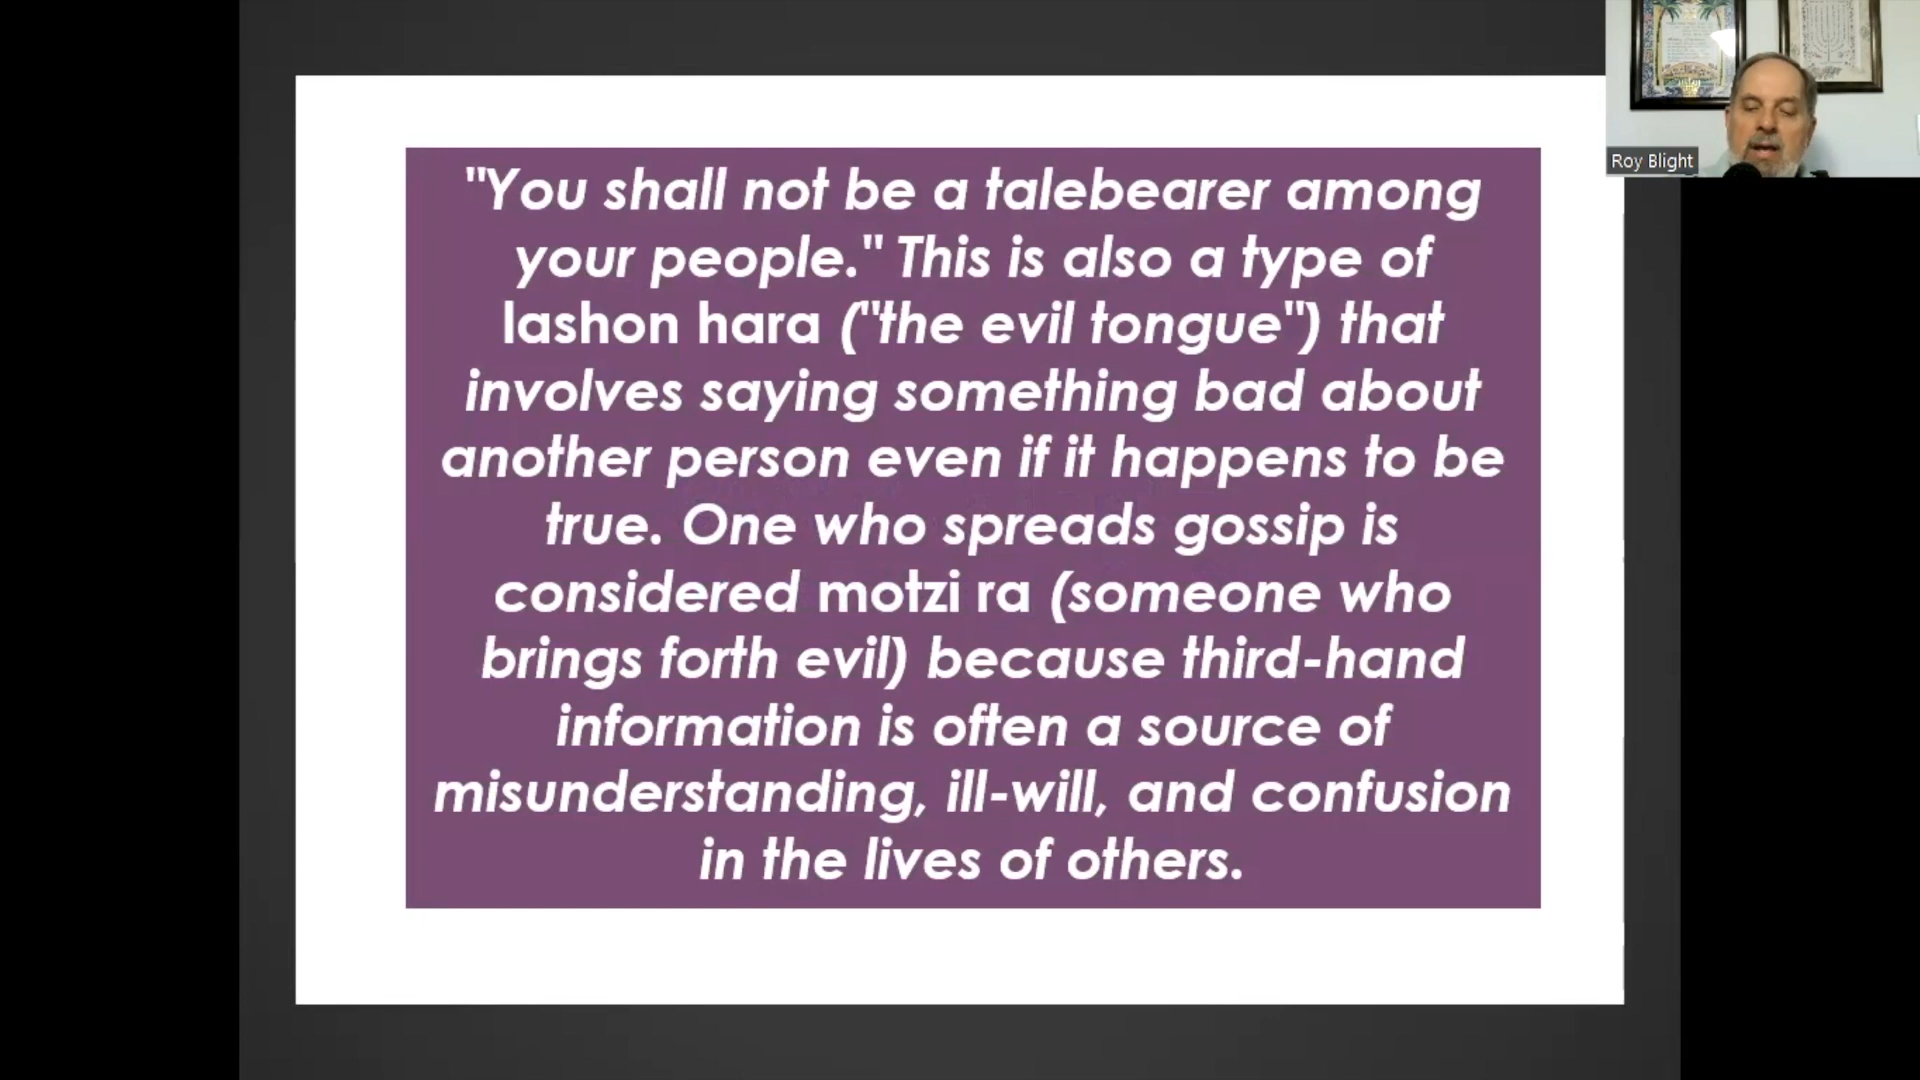 "You shall not be a talebearer among
your people." This is also a type of
lashon hara ("the evil tongue") that
involves saying something bad about
another person even if it happens to be
true. One who spreads gossip is
considered motzi ra (someone who
brings forth evil) because third-hand
information is often a source of
misunderstanding, ill-will, and confusion
in the lives of others.
Roy Blight